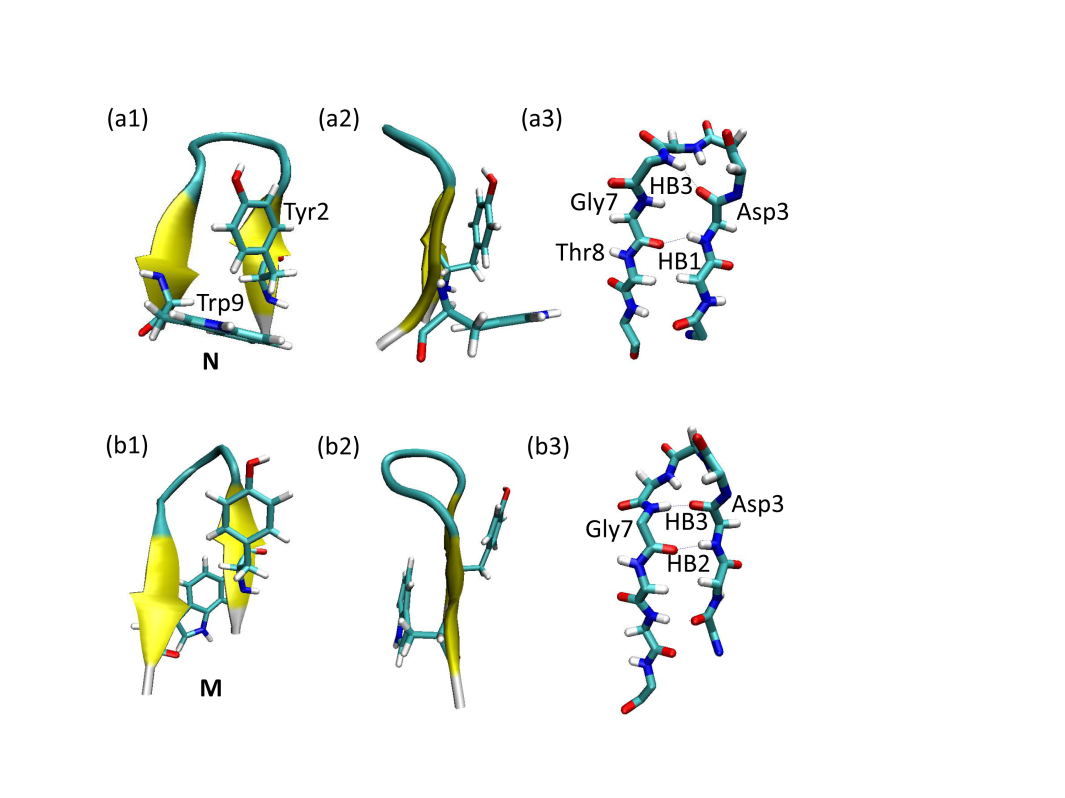 (a1)
(a2)
(a3)
Tyr2
Trp9
N
Gly7
HB3
Asp3
Thr8
HB1
(b1)
(b2)
(b3)
M
Asp3
Gly7
HB3
HB2